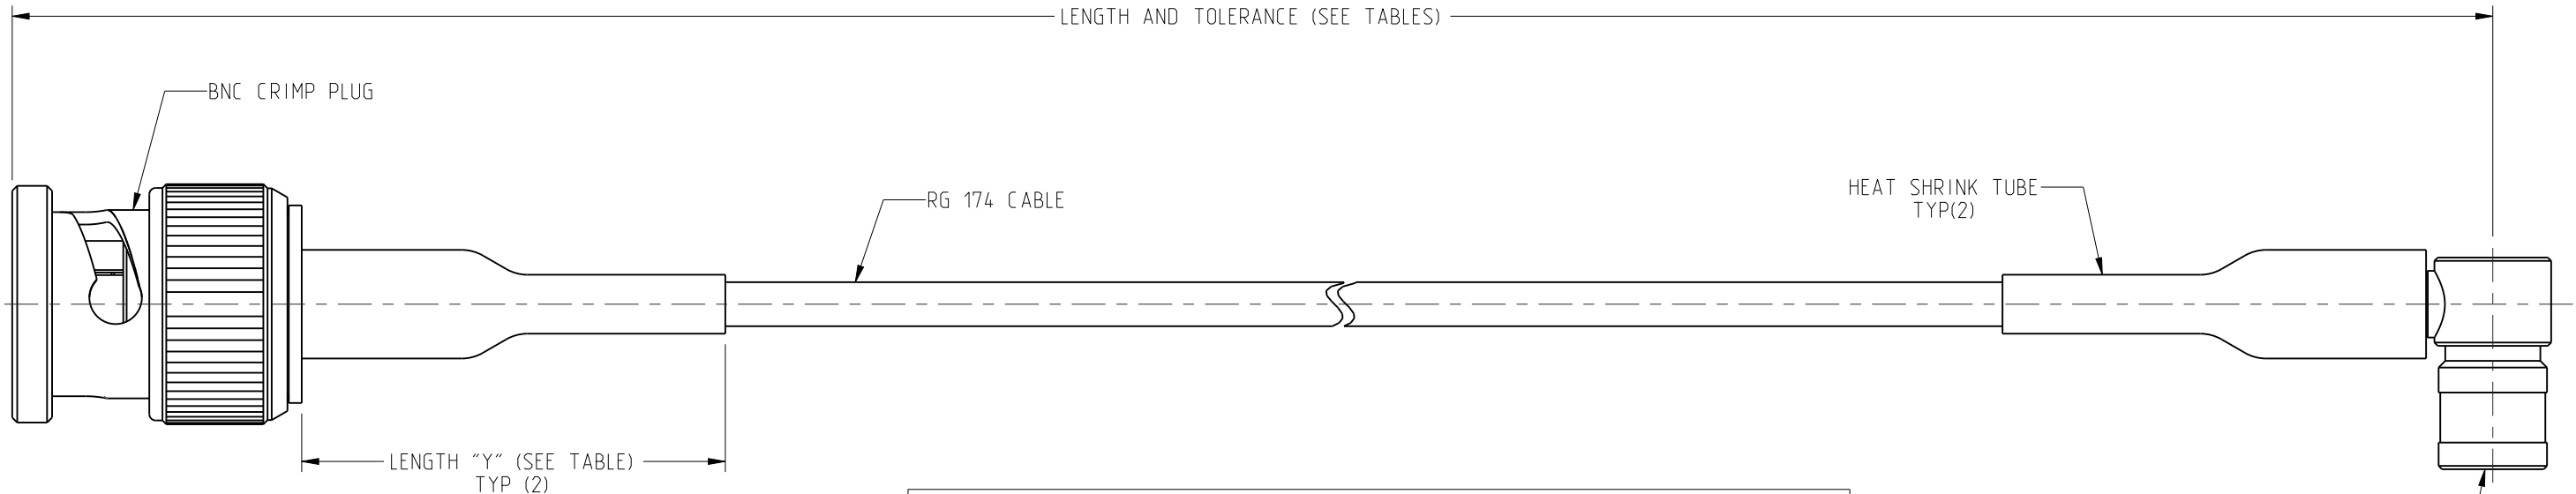 LENGTH AND TOLERANCE (SEE TABLES)
BNC CRIMP PLUG
RG 174 CABLE
HEAT SHRINK TUBE
TYP(2)
LENGTH "Y" (SEE TABLE)
TYP (2)